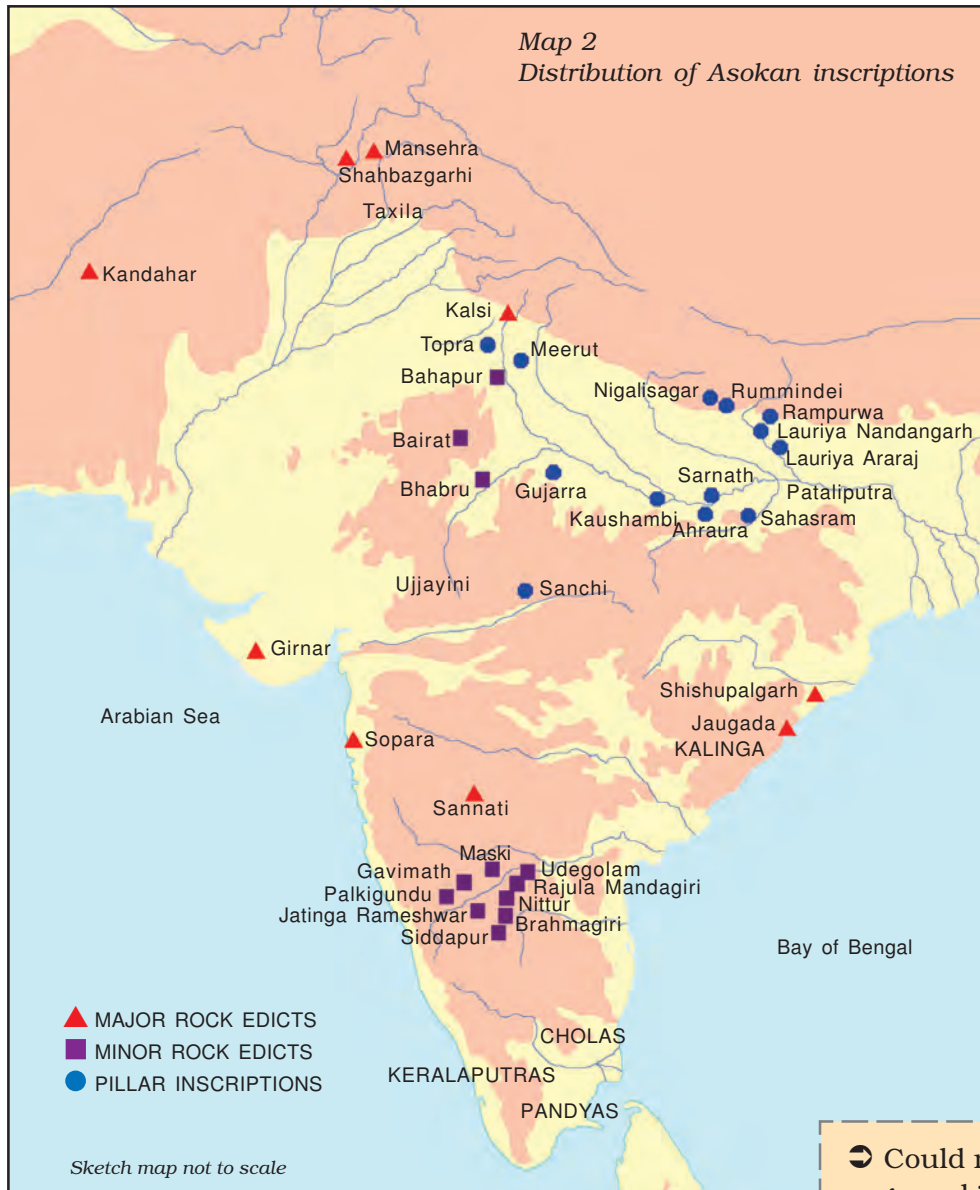 Map 2
Distribution of Asokan inscriptions
Mansehra
Shahbazgarhi
Taxila
Kandahar
Kalsi
Topra
Meerut
Bahapur
Nigalisagar
Rummindei
Rampurwa
Lauriya Nandangarh
Lauriya Araraj
Bairat
Bhabru
Gujarra
Sarnath
Pataliputra
Kaushambi
Ahraura
Sahasram
Ujjayini
Sanchi
Girnar
Shishupalgarh
Arabian Sea
Jaugada
Sopara
KALINGA
Sannati
Maski
Gavimath
Udegolam
Palkigundu
Rajula Mandagiri
Nittur
Jatinga Rameshwar
Brahmagiri
Siddapur
Bay of Bengal
MAJOR ROCK EDICTS
MINOR ROCK EDICTS
PILLAR INSCRIPTIONS
CHOLAS
KERALAPUTRAS
PANDYAS
Sketch map not to scale
➲ Could